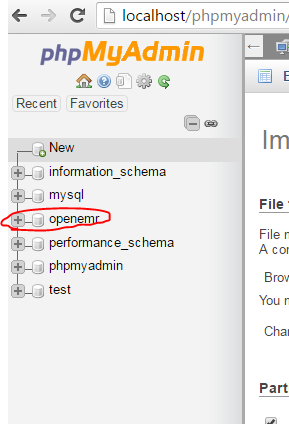 localhost/phpmyadmin/
phpMyAdmin
Recent Favorites
New
information_schema
mysql
openemr
performance_schema
phpmyadmin
test
Im
File
File
A con
Brow
You m
Char
Part